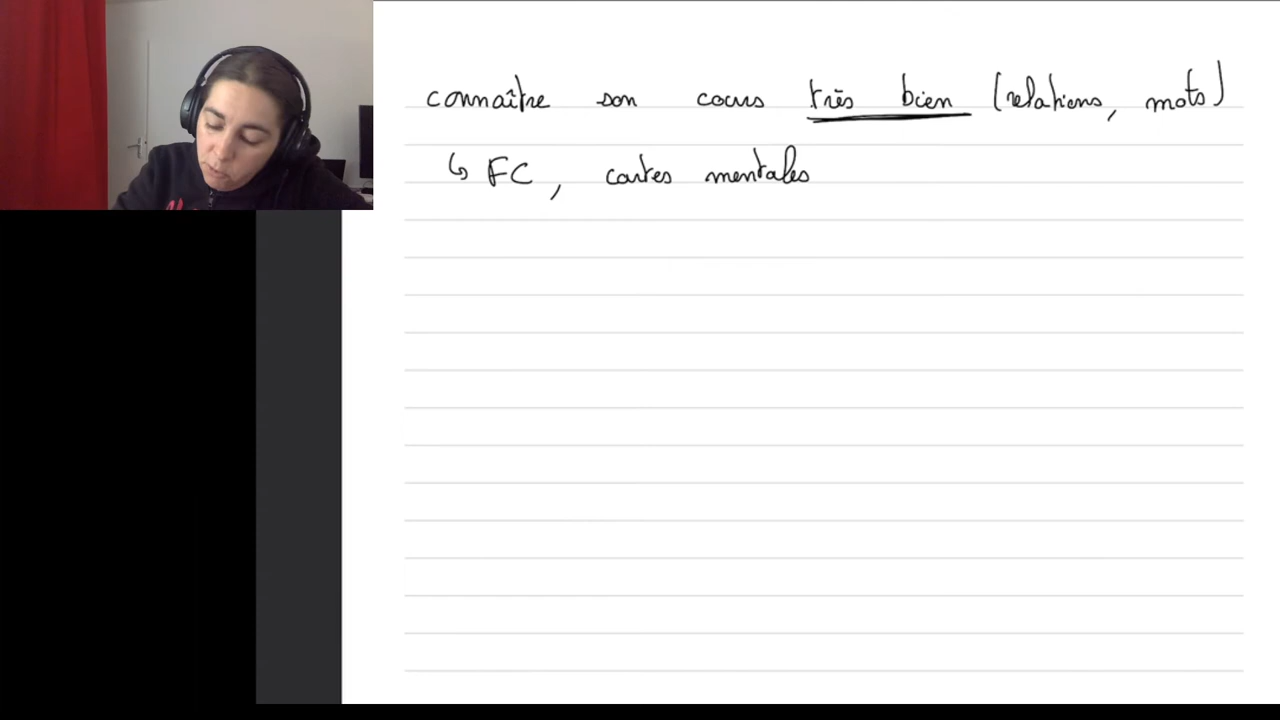 connaître son cours très bien (relations, mots)
↳ FC, cartes mentales